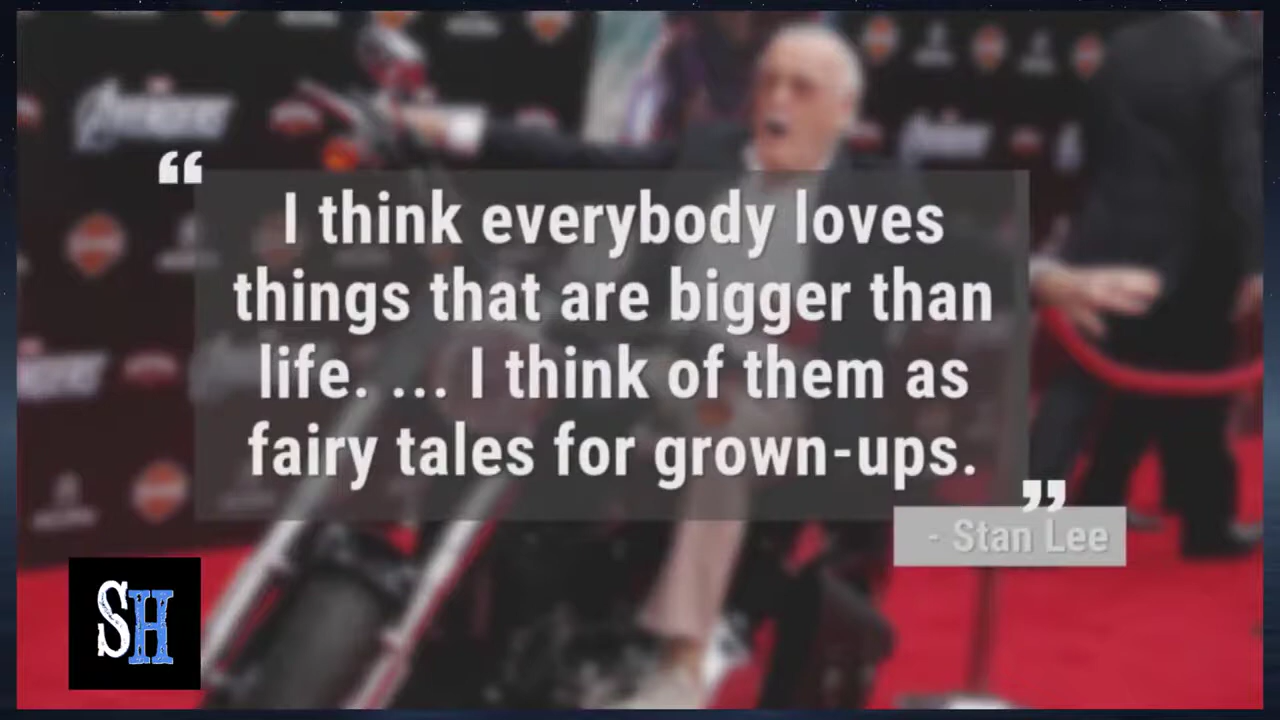 “
I think everybody loves
things that are bigger than
life. ... I think of them as
fairy tales for grown-ups.
”
- Stan Lee
SH